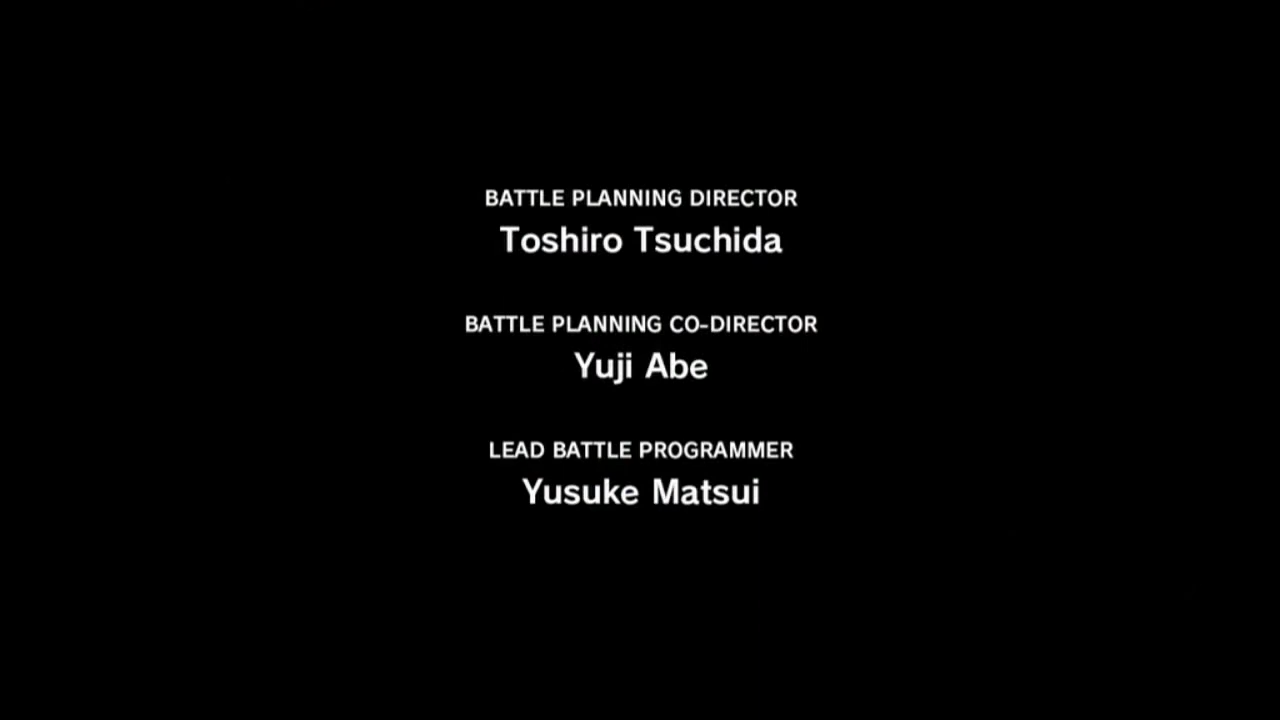 BATTLE PLANNING DIRECTOR
Toshiro Tsuchida
BATTLE PLANNING CO-DIRECTOR
Yuji Abe
LEAD BATTLE PROGRAMMER
Yusuke Matsui